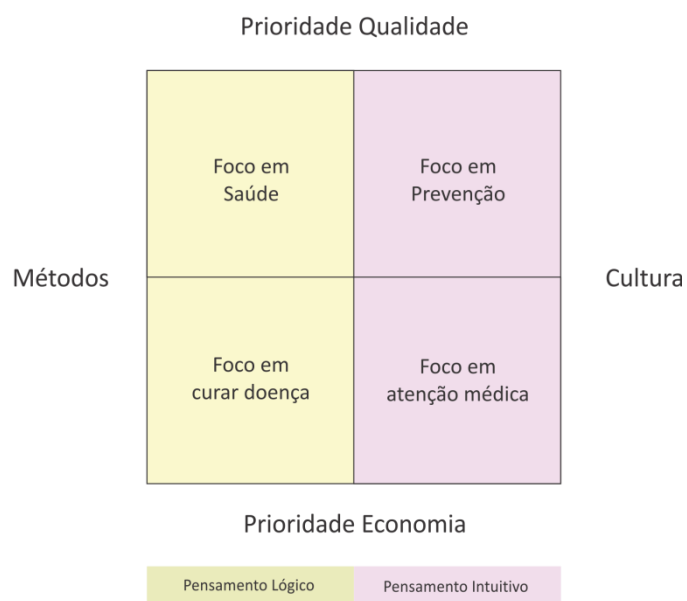 Prioridade Qualidade
Foco em
Saúde
Foco em
Prevenção
Métodos
Cultura
Foco em
curar doença
Foco em
atenção médica
Prioridade Economia
Pensamento Lógico
Pensamento Intuitivo